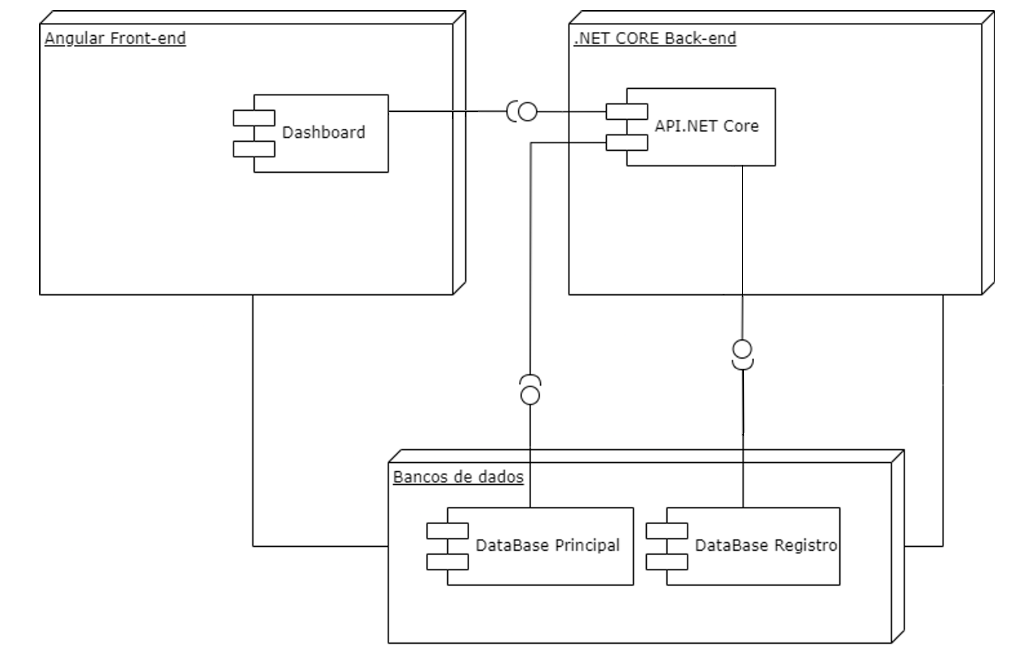 Angular Front-end
.NET CORE Back-end
Dashboard
API.NET Core
Bancos de dados
DataBase Principal
DataBase Registro